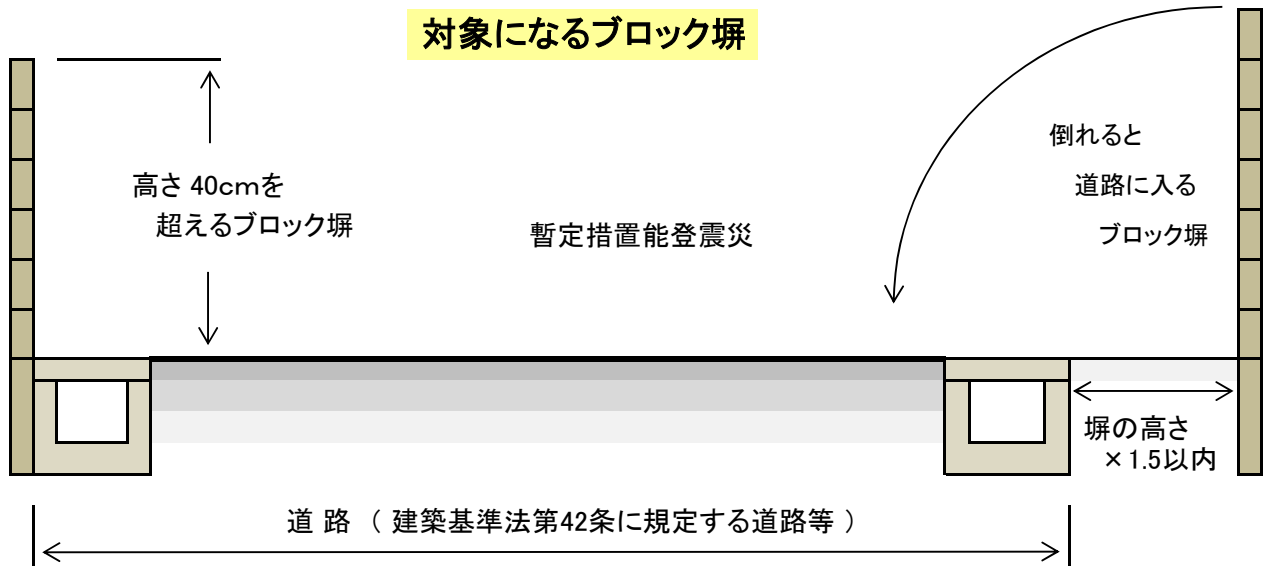 対象になるブロック塀
高さ 40cmを
超えるブロック塀
暫定措置能登震災
倒れると
道路に入る
ブロック塀
塀の高さ
×1.5以内
道 路 （ 建築基準法第42条に規定する道路等 ）